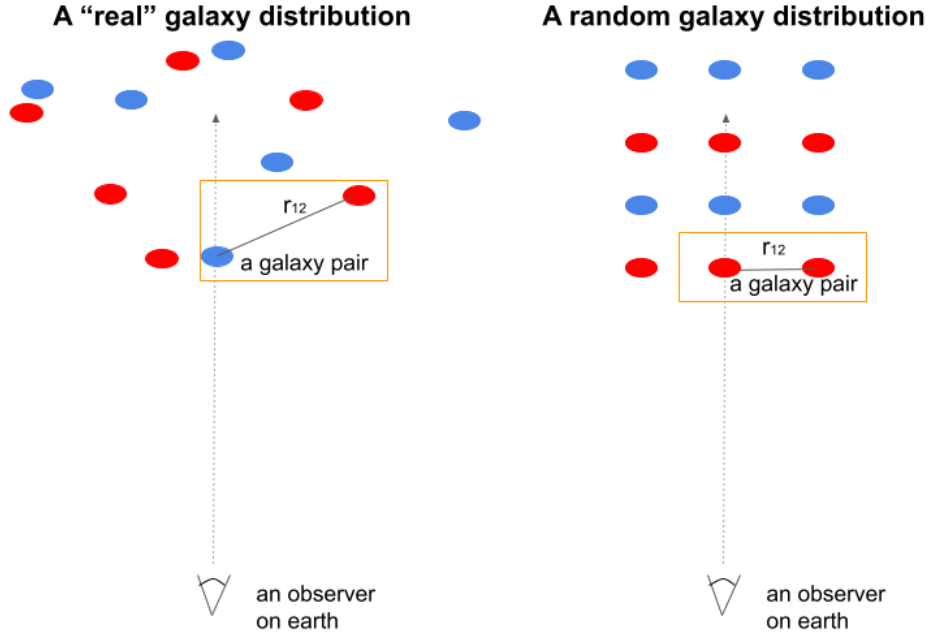 A “real” galaxy distribution
r12
a galaxy pair
an observer
on earth
A random galaxy distribution
r12
a galaxy pair
an observer
on earth